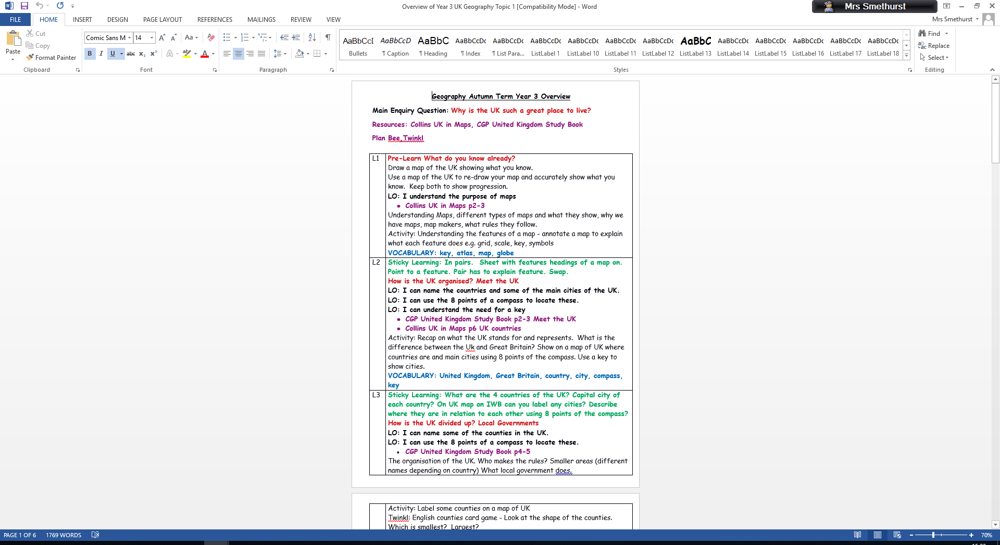 Overview of Year 3 UK Geography Topic 1 [Compatibility Mode] - Word
Mrs Smethurst
FILE HOME INSERT DESIGN PAGE LAYOUT REFERENCES MAILINGS REVIEW VIEW
Mrs Smethurst
Paste
Cut
Copy
Format Painter
Clipboard
Comic Sans M 14
Font
Paragraph
AaBbCcI AaBbCcD AaBbC AaBbCcDc AaBbCcDc AaBbCcDc AaBbCcDc AaBbCcDc AaBbCcDc AaBbC AaBbCcDc AaBbCcDc AaBbCcDc AaBbCcDc AaBbCcDc
Bullets ¶ Caption ¶ Heading ¶ Index ¶ List Para... ListLabel 1 ListLabel 10 ListLabel 11 ListLabel 12 ListLabel 13 ListLabel 14 ListLabel 15 ListLabel 16 ListLabel 17 ListLabel 18
Styles
Find
Replace
Select
Editing
Geography Autumn Term Year 3 Overview
Main Enquiry Question: Why is the UK such a great place to live?
Resources: Collins UK in Maps, CGP United Kingdom Study Book
Plan Bee,Twinkl
L1 Pre-Learn What do you know already?
Draw a map of the UK showing what you know.
Use a map of the UK to re-draw your map and accurately show what you
know. Keep both to show progression.
LO: I understand the purpose of maps
• Collins UK in Maps p2-3
Understanding Maps, different types of maps and what they show, why we
have maps, map makers, what rules they follow.
Activity: Understanding the features of a map - annotate a map to explain
what each feature does e.g. grid, scale, key, symbols
VOCABULARY: key, atlas, map, globe
L2 Sticky Learning: In pairs. Sheet with features headings of a map on.
Point to a feature. Pair has to explain feature. Swap.
How is the UK organised? Meet the UK
LO: I can name the countries and some of the main cities of the UK.
LO: I can use the 8 points of a compass to locate these.
LO: I can understand the need for a key
• CGP United Kingdom Study Book p2-3 Meet the UK
• Collins UK in Maps p6 UK countries
Activity: Recap on what the UK stands for and represents. What is the
difference between the Uk and Great Britain? Show on a map of UK where
countries are and main cities using 8 points of the compass. Use a key to
show cities.
VOCABULARY: United Kingdom, Great Britain, country, city, compass,
key
L3 Sticky Learning: What are the 4 countries of the UK? Capital city of
each country? On UK map on IWB can you label any cities? Describe
where they are in relation to each other using 8 points of the compass?
How is the UK divided up? Local Governments
LO: I can name some of the counties in the UK.
LO: I can use the 8 points of a compass to locate these.
• CGP United Kingdom Study Book p4-5
The organisation of the UK. Who makes the rules? Smaller areas (different
names depending on country) What local government does.
Activity: Label some counties on a map of UK
Twinkl: English counties card game - Look at the shape of the counties.
Which is smallest? Largest?
PAGE 1 OF 6 1769 WORDS
70%